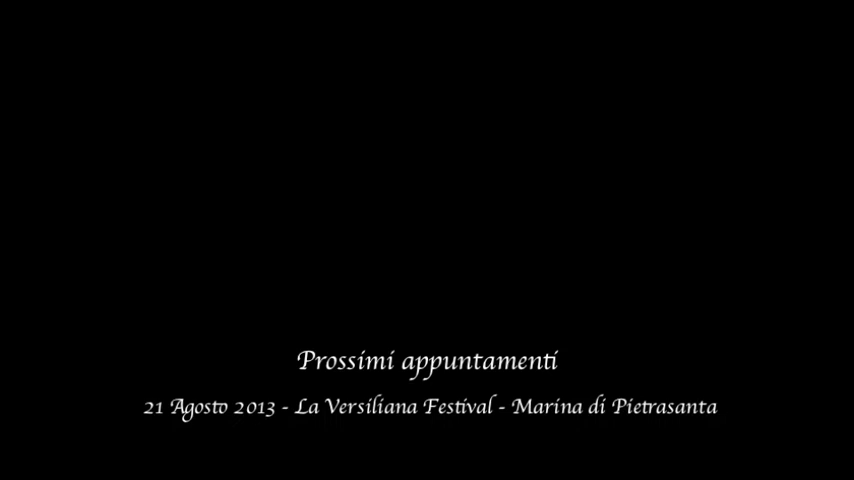 Prossimi appuntamenti
21 Agosto 2013 - La Versiliana Festival - Marina di Pietrasanta